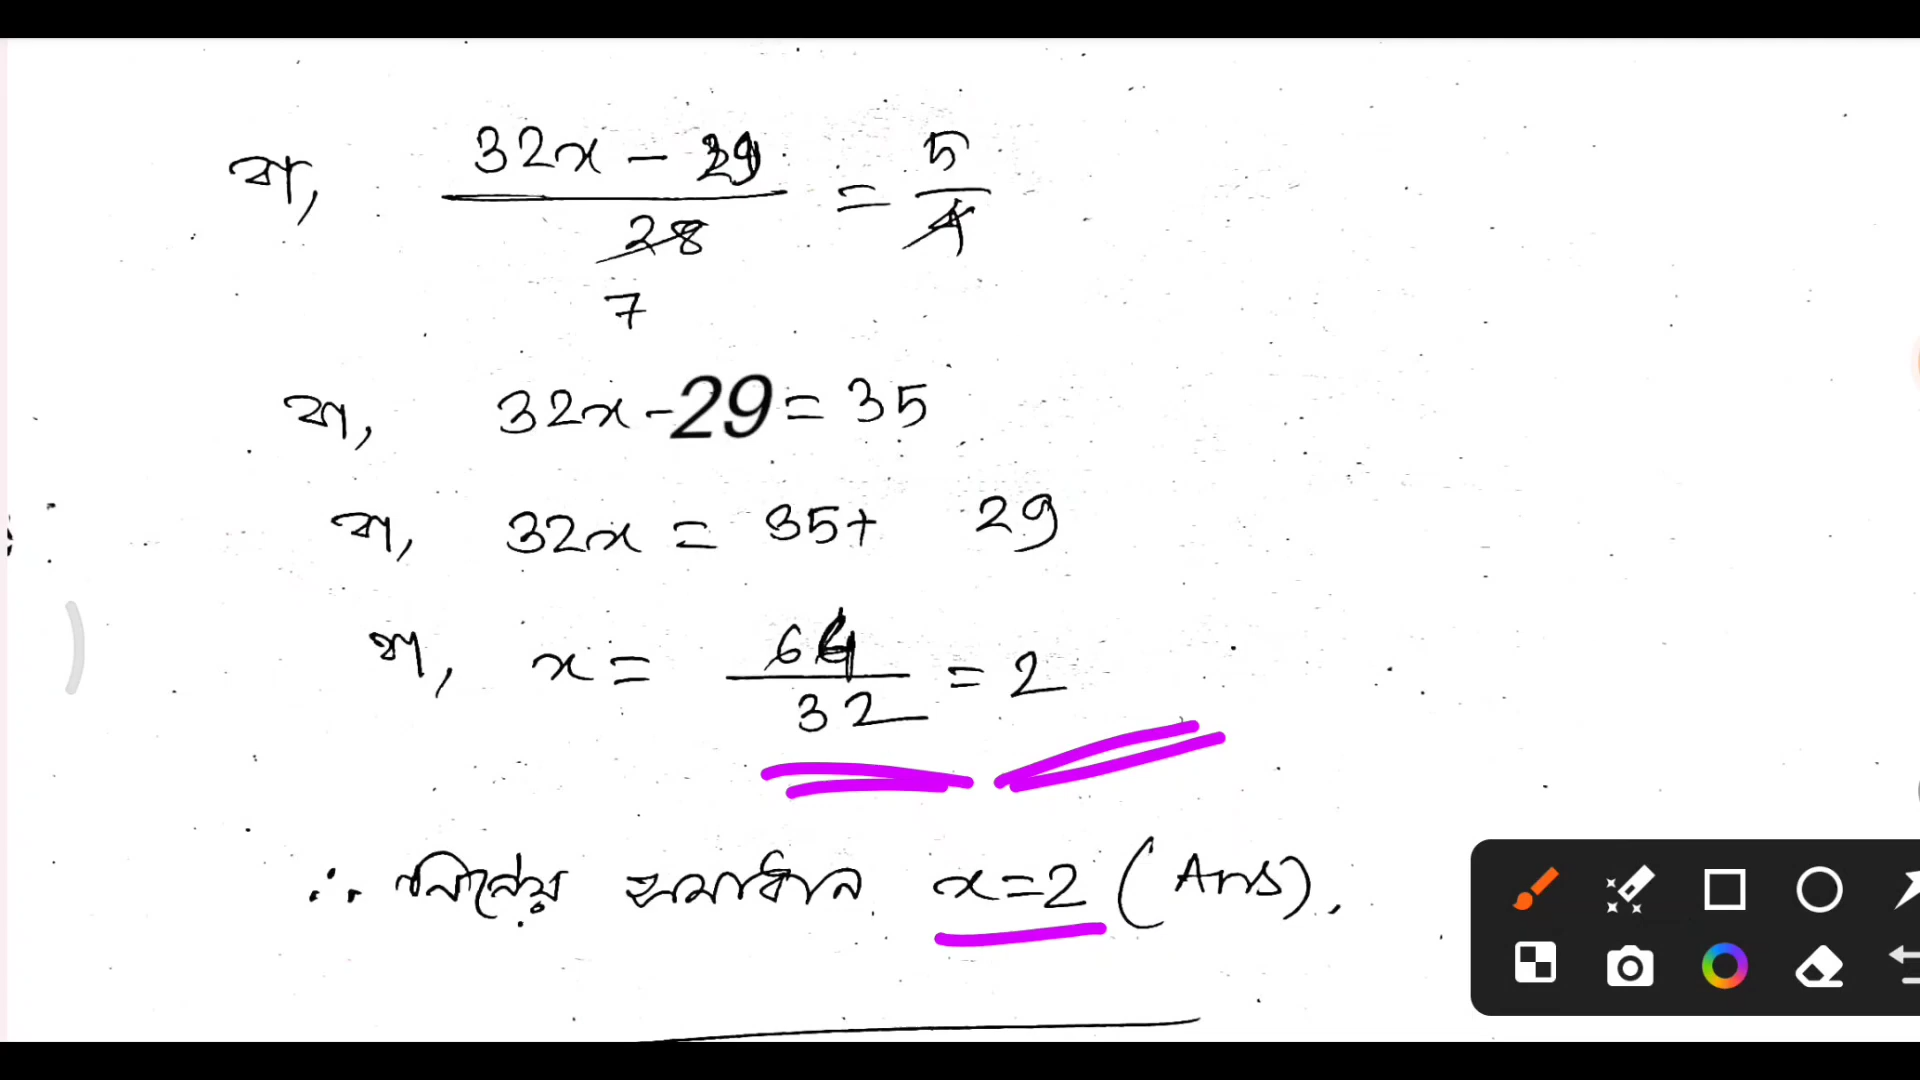 বা, 32x - 29 / 28 = 5 / 4
7
বা, 32x - 29 = 35
বা, 32x = 35 + 29
বা, x = 64 / 32 = 2
∴ নির্ণেয় সমাধান x = 2 (Ans).